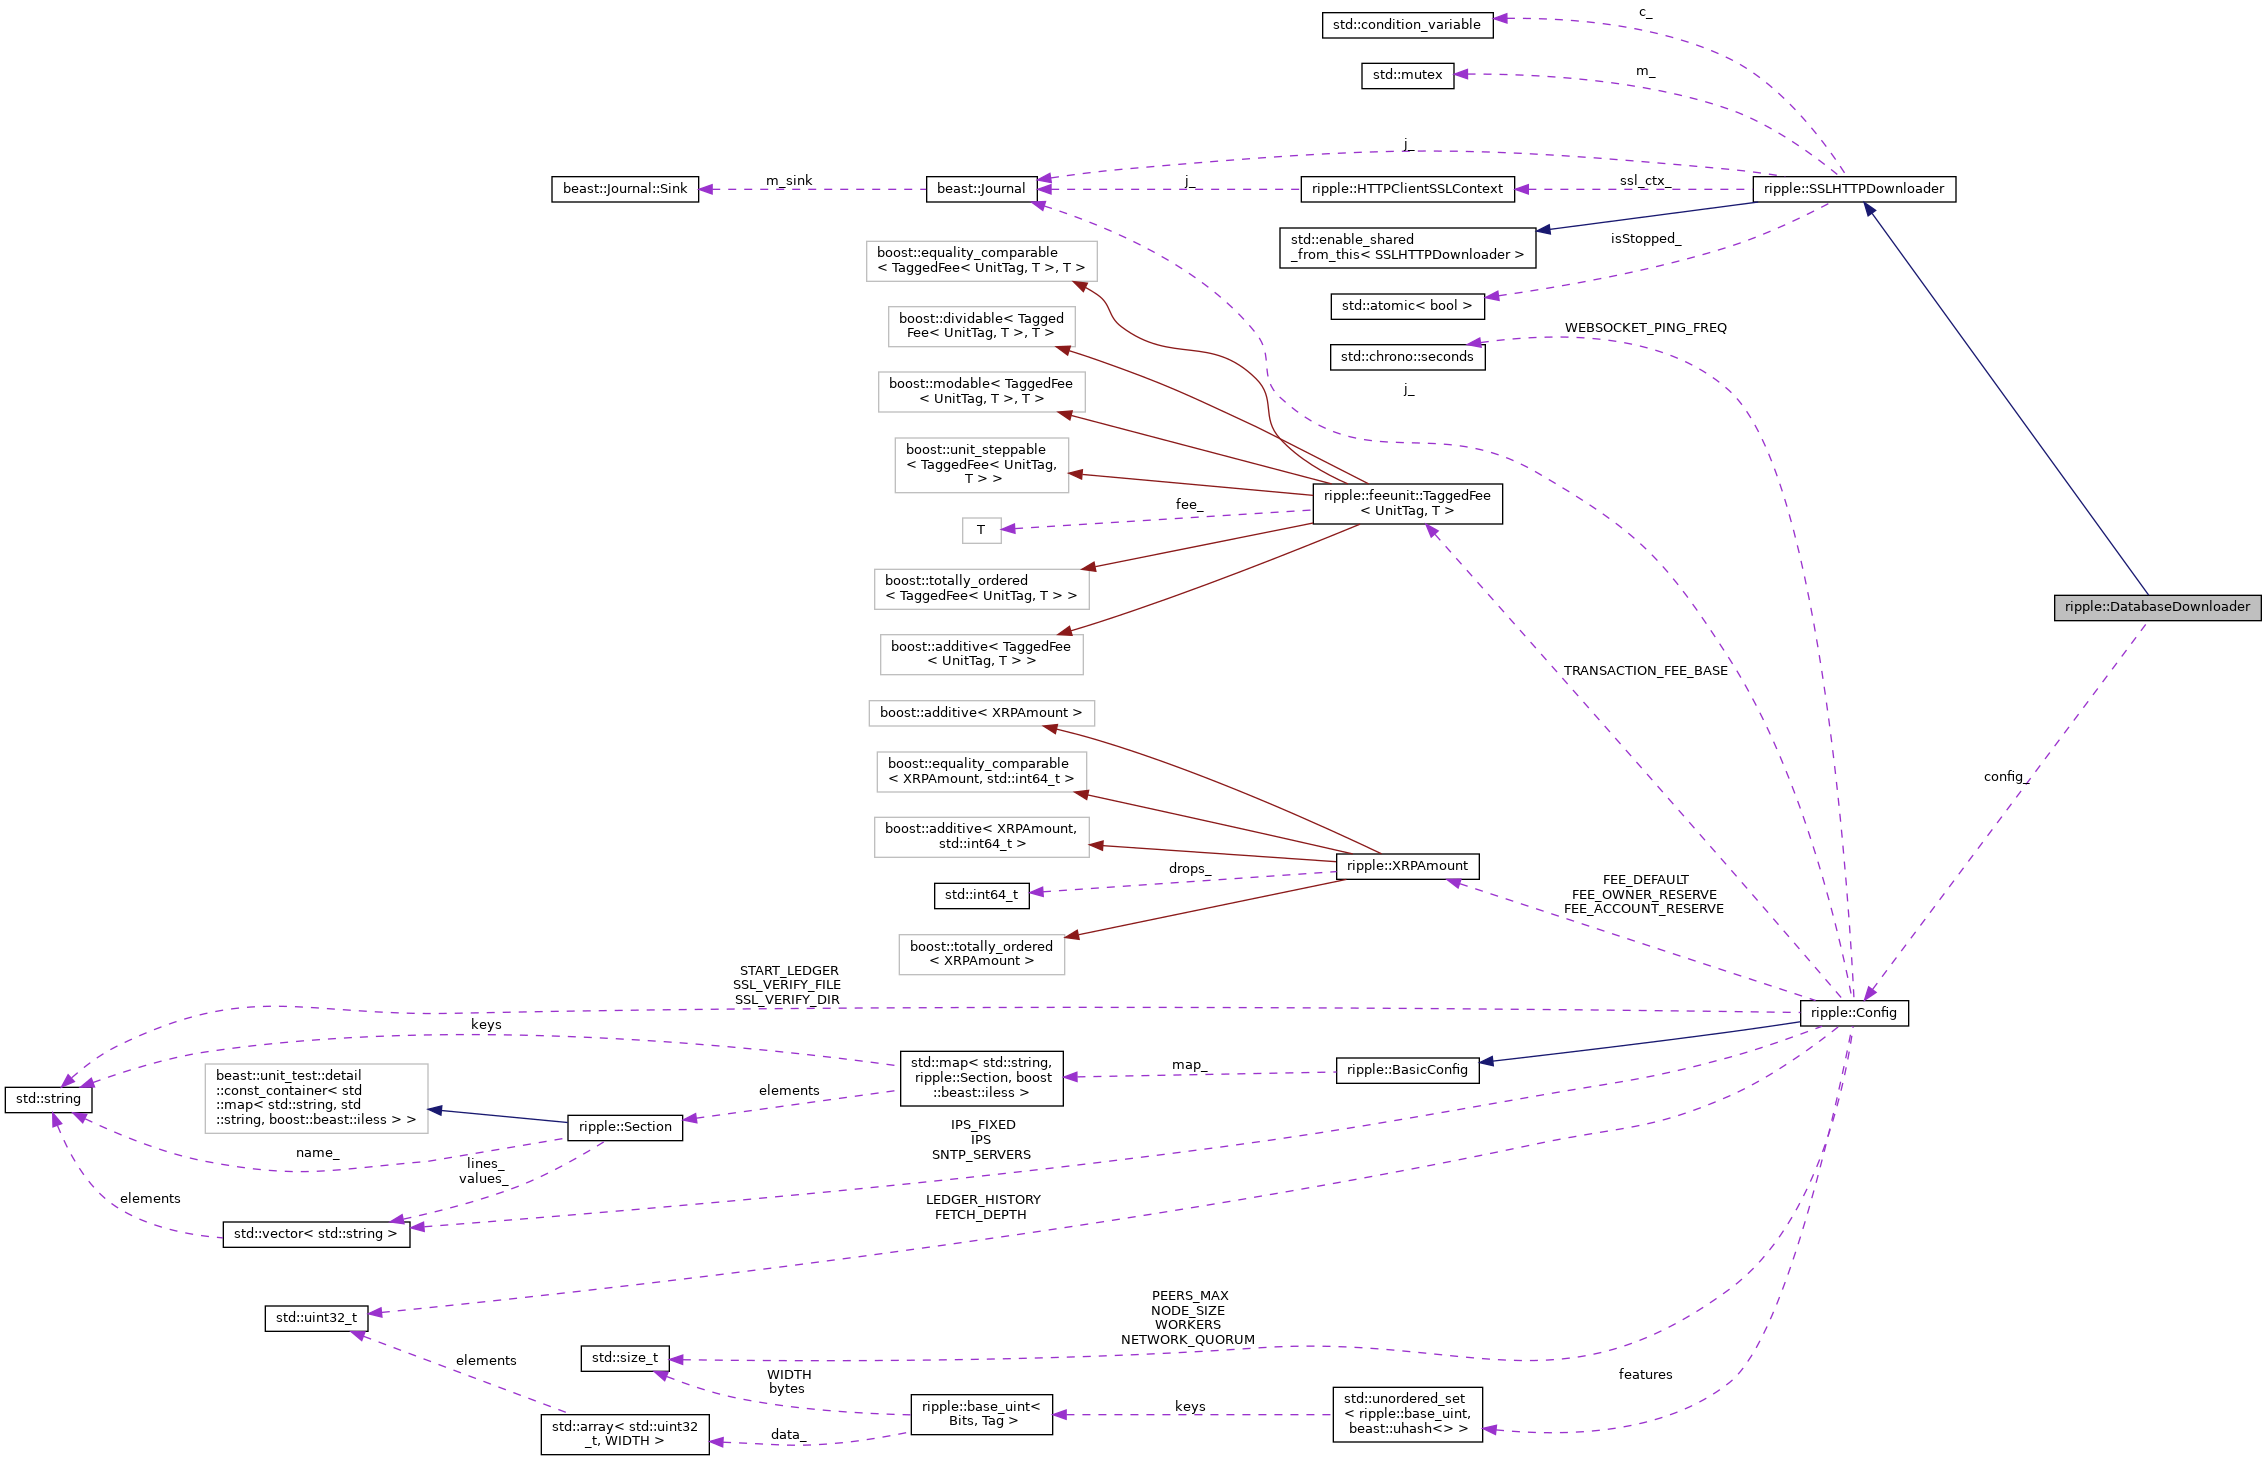 c_
std::condition_variable
m_
std::mutex
j_
m_sink
j_
ssl_ctx_
beast::Journal::Sink
beast::Journal
ripple::HTTPClientSSLContext
ripple::SSLHTTPDownloader
std::enable_shared
_from_this< SSLHTTPDownloader >
isStopped_
boost::equality_comparable
< TaggedFee< UnitTag, T >, T >
std::atomic< bool >
boost::dividable< Tagged
Fee< UnitTag, T >, T >
WEBSOCKET_PING_FREQ
std::chrono::seconds
boost::modable< TaggedFee
< UnitTag, T >, T >
j_
boost::unit_steppable
< TaggedFee< UnitTag,
T > >
ripple::feeunit::TaggedFee
< UnitTag, T >
fee_
T
boost::totally_ordered
< TaggedFee< UnitTag, T > >
ripple::DatabaseDownloader
boost::additive< TaggedFee
< UnitTag, T > >
TRANSACTION_FEE_BASE
boost::additive< XRPAmount >
boost::equality_comparable
< XRPAmount, std::int64_t >
config_
boost::additive< XRPAmount,
std::int64_t >
ripple::XRPAmount
drops_
std::int64_t
FEE_DEFAULT
FEE_OWNER_RESERVE
FEE_ACCOUNT_RESERVE
boost::totally_ordered
< XRPAmount >
START_LEDGER
SSL_VERIFY_FILE
SSL_VERIFY_DIR
ripple::Config
keys
std::map< std::string,
ripple::Section, boost
::beast::iless >
map_
ripple::BasicConfig
beast::unit_test::detail
::const_container< std
::map< std::string, std
::string, boost::beast::iless > >
std::string
elements
ripple::Section
IPS_FIXED
IPS
SNTP_SERVERS
name_
lines_
values_
elements
LEDGER_HISTORY
FETCH_DEPTH
std::vector< std::string >
std::uint32_t
PEERS_MAX
NODE_SIZE
WORKERS
NETWORK_QUORUM
elements
std::size_t
WIDTH
bytes
features
std::array< std::uint32
_t, WIDTH >
data_
ripple::base_uint<
Bits, Tag >
keys
std::unordered_set
< ripple::base_uint,
beast::uhash<> >